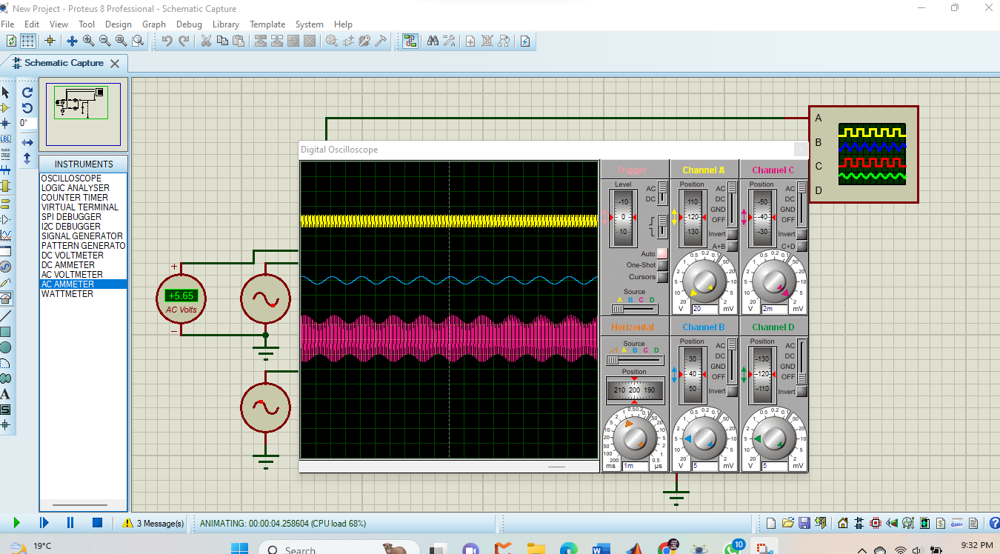 New Project - Proteus 8 Professional - Schematic Capture
File Edit View Tool Design Graph Debug Library Template System Help
Schematic Capture
0°
LBL
A
S
INSTRUMENTS
OSCILLOSCOPE
LOGIC ANALYSER
COUNTER TIMER
VIRTUAL TERMINAL
SPI DEBUGGER
I2C DEBUGGER
SIGNAL GENERATOR
PATTERN GENERATO
DC VOLTMETER
DC AMMETER
AC VOLTMETER
AC AMMETER
WATTMETER
+
+5.65
AC Volts
−
A
B
C
D
Digital Oscilloscope
Trigger
Level
AC
DC
-10
0
10
Auto
One-Shot
Cursors
Source
A B C D
Channel A
Position
AC
DC
GND
OFF
110
120
130
Invert
A+B
V 20 mV
Channel C
Position
AC
DC
GND
OFF
-50
-40
-30
Invert
C+D
V 2m mV
Horizontal
Source
A B C D
Position
210 200 190
ms 1m µs
Channel B
Position
AC
DC
GND
OFF
30
40
50
Invert
V 5 mV
Channel D
Position
AC
DC
GND
OFF
-130
-120
-110
Invert
V 5 mV
3 Message(s)
ANIMATING: 00:00:04.258604 (CPU load 68%)
19°C
Search
10
9:32 PM